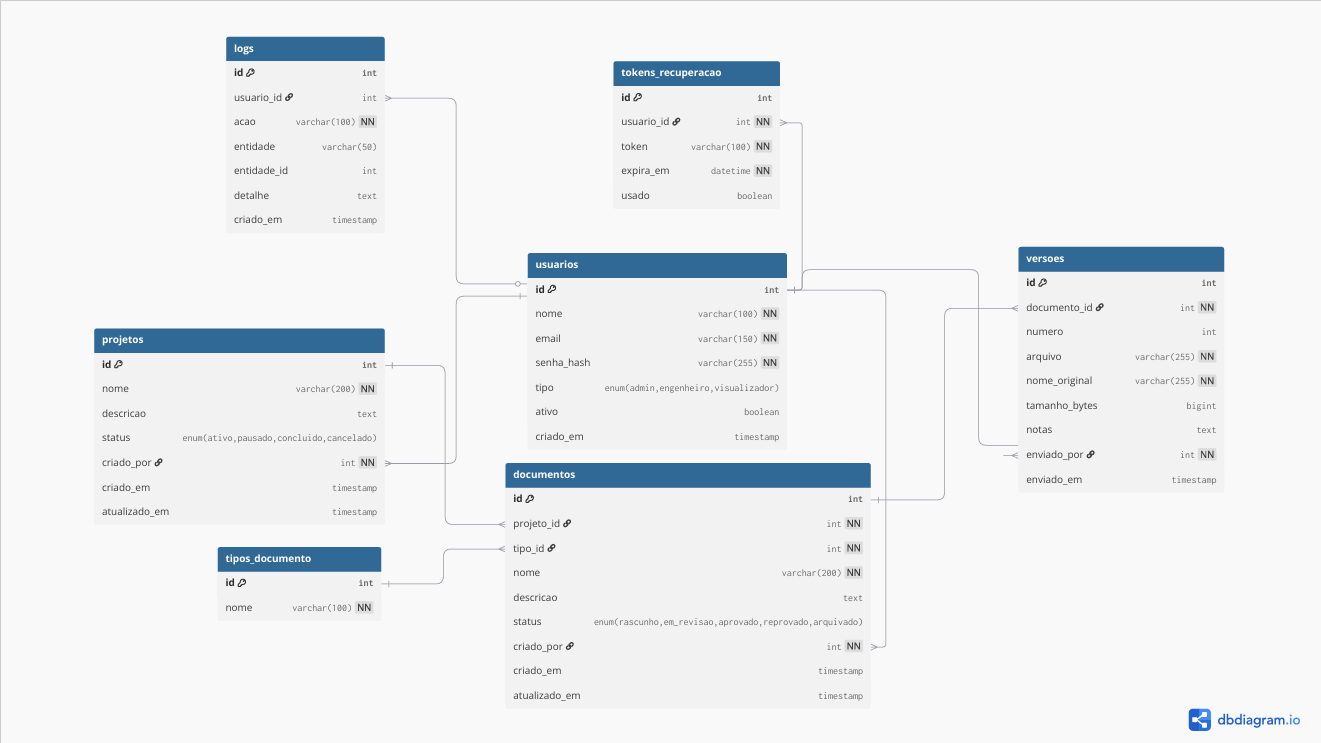 logs
id int
usuario_id int
acao varchar(100) NN
entidade varchar(50)
entidade_id int
detalhe text
criado_em timestamp
tokens_recuperacao
id int
usuario_id int NN
token varchar(100) NN
expira_em datetime NN
usado boolean
usuarios
id int
nome varchar(100) NN
email varchar(150) NN
senha_hash varchar(255) NN
tipo enum(admin,engenheiro,visualizador)
ativo boolean
criado_em timestamp
versoes
id int
documento_id int NN
numero int
arquivo varchar(255) NN
nome_original varchar(255) NN
tamanho_bytes bigint
notas text
enviado_por int NN
enviado_em timestamp
projetos
id int
nome varchar(200) NN
descricao text
status enum(ativo,pausado,concluido,cancelado)
criado_por int NN
criado_em timestamp
atualizado_em timestamp
documentos
id int
projeto_id int NN
tipo_id int NN
nome varchar(200) NN
descricao text
status enum(rascunho,em_revisao,aprovado,reprovado,arquivado)
criado_por int NN
criado_em timestamp
atualizado_em timestamp
tipos_documento
id int
nome varchar(100) NN
dbdiagram.io